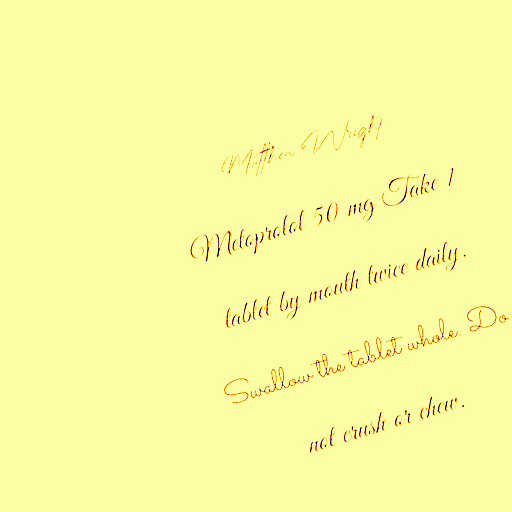 Matthew Wright
Metoprolol 50 mg Take 1
tablet by mouth twice daily.
Swallow the tablet whole. Do
not crush or chew.